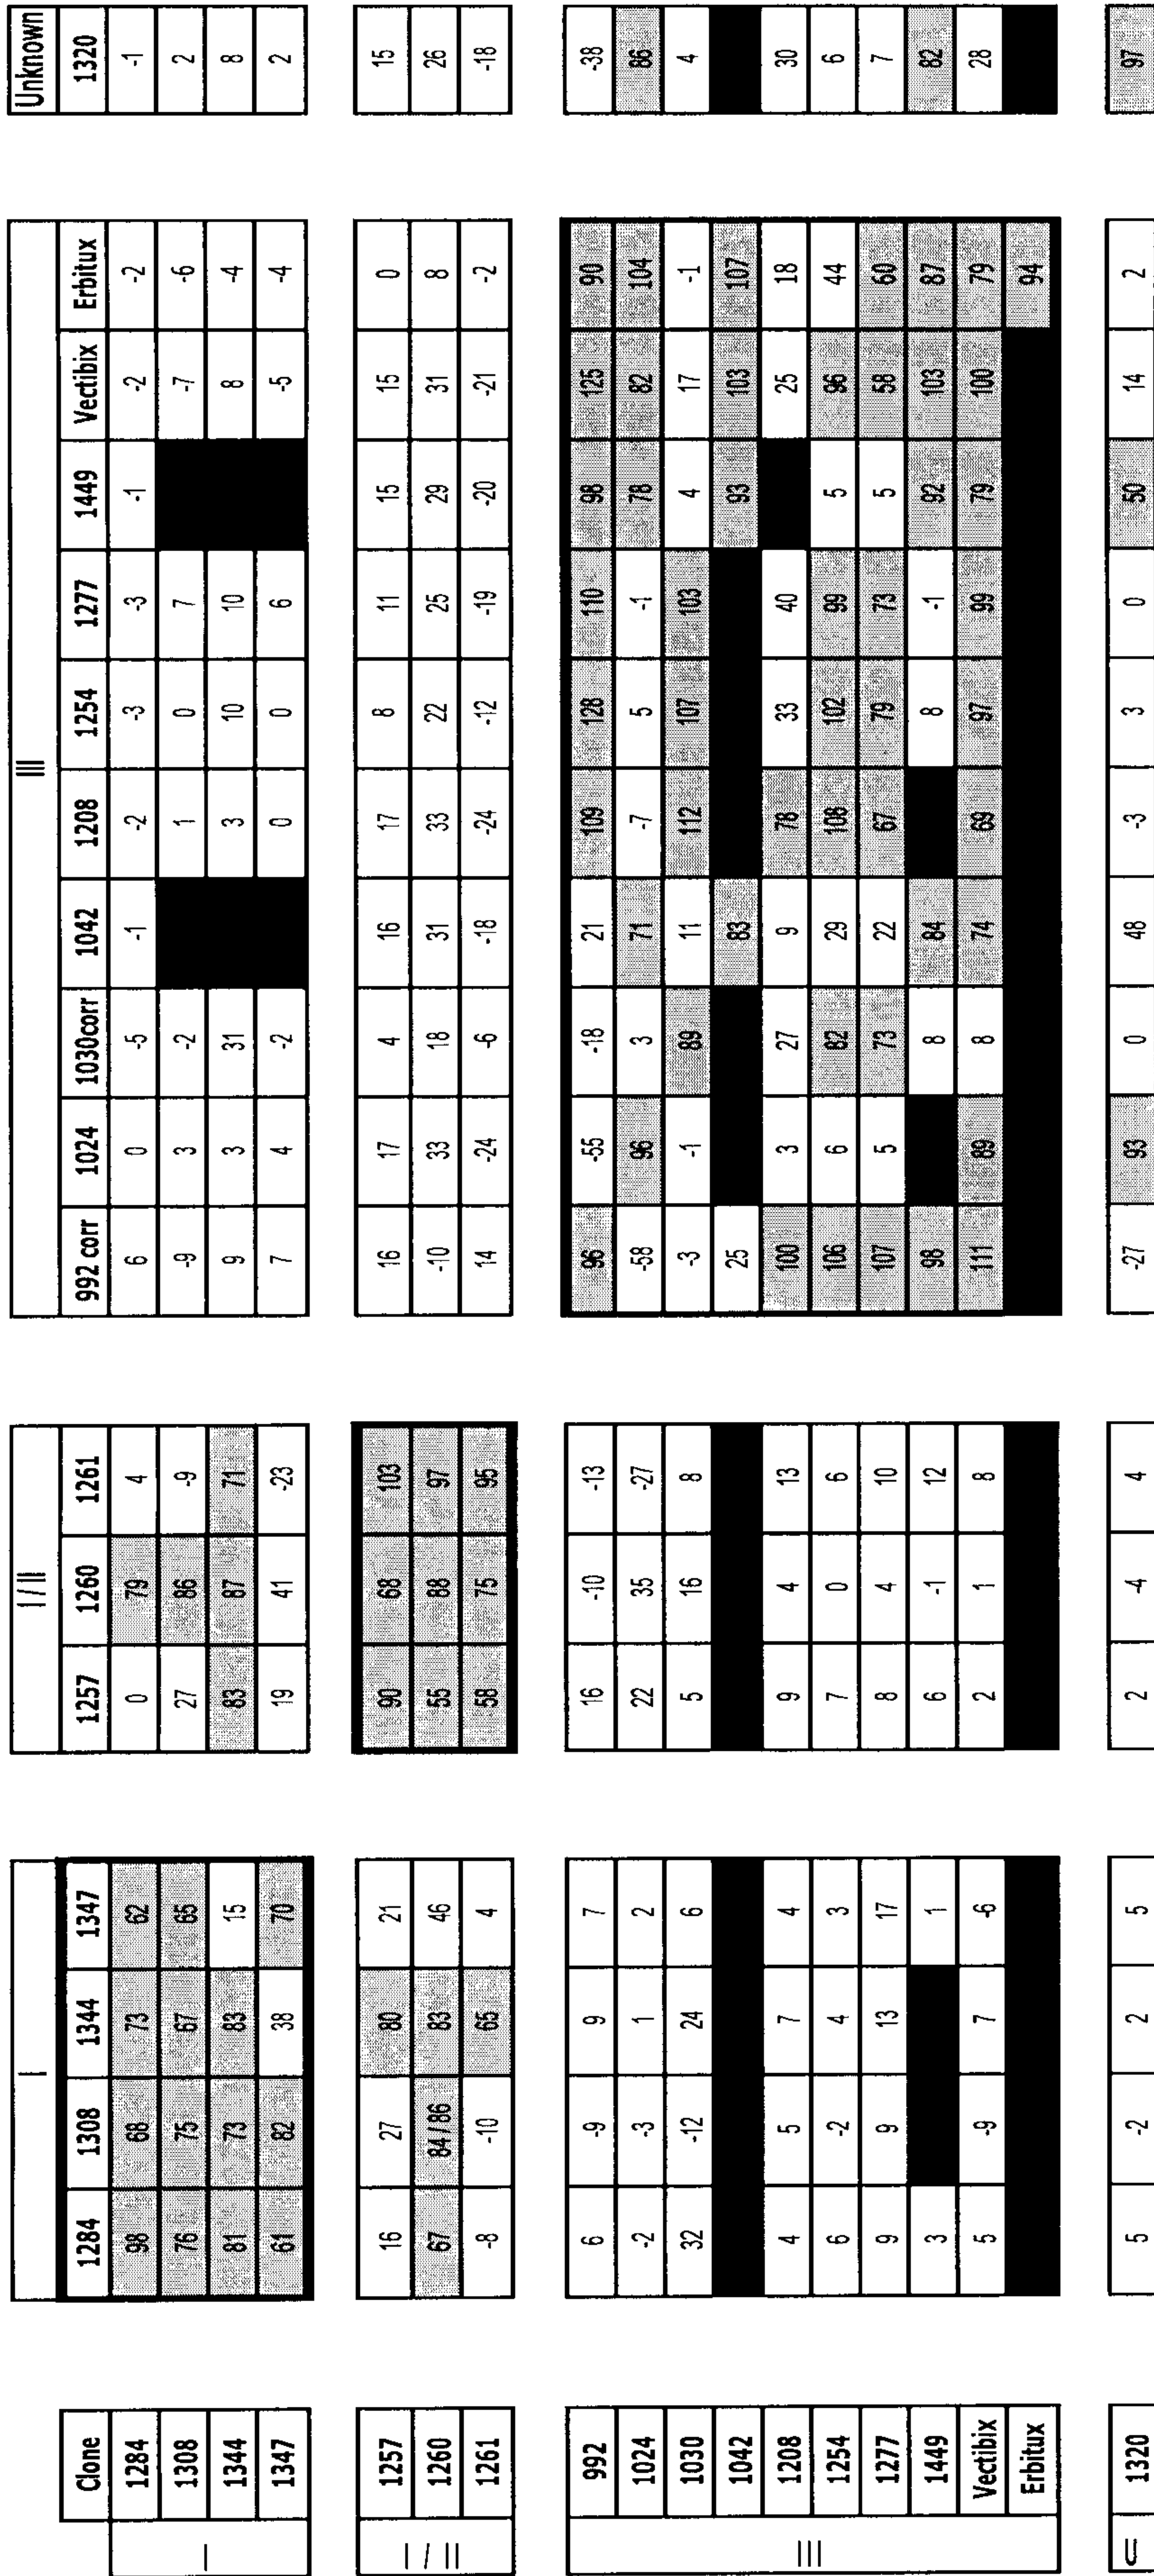 I I / II III Unknown
Clone 1284 1308 1344 1347 1257 1260 1261 992 corr 1024 1030corr 1042 1208 1254 1277 1449 Vectibix Erbitux 1320
I
1284 98 68 73 62 0 79 4 6 0 -5 -1 -2 -3 -3 -1 -2 -2 -1
1308 76 75 67 65 27 86 -9 -9 3 -2 1 0 7 -7 -6 2
1344 81 73 83 15 83 87 71 9 3 31 3 10 10 8 -4 8
1347 61 82 38 70 19 41 -23 7 4 -2 0 0 6 -5 -4 2
I / II
1257 16 27 80 21 90 68 103 16 17 4 16 17 8 11 15 15 0 15
1260 67 84 / 86 83 46 55 88 97 -10 33 18 31 33 22 25 29 31 8 26
1261 -8 -10 65 4 58 75 95 14 -24 -6 -18 -24 -12 -19 -20 -21 -2 -18
III
992 6 -9 9 7 16 -10 -13 96 -55 -18 21 109 128 110 98 125 90 -38
1024 -2 -3 1 2 22 35 -27 -58 96 3 71 -7 5 -1 78 82 104 86
1030 32 -12 24 6 5 16 8 -3 -1 89 11 112 107 103 4 17 -1 4
1042 25 83 93 103 107
1208 4 5 7 4 9 4 13 100 3 27 9 78 33 40 25 18 30
1254 6 -2 4 3 7 0 6 106 6 82 29 108 102 99 5 96 44 6
1277 9 9 13 17 8 4 10 107 5 73 22 67 79 73 5 58 60 7
1449 3 1 6 -1 12 98 8 84 8 -1 92 103 87 82
Vectibix 5 -9 7 -6 2 1 8 111 89 8 74 69 97 99 79 100 79 28
Erbitux 94
1320 5 -2 2 5 2 -4 4 -27 93 0 48 -3 3 0 50 14 2 97